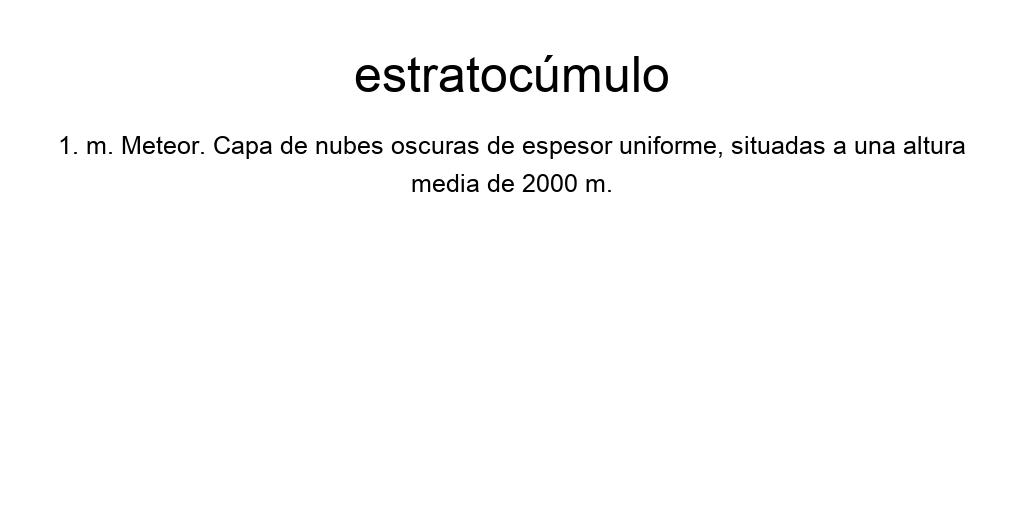 estratocúmulo
1. m. Meteor. Capa de nubes oscuras de espesor uniforme, situadas a una altura
media de 2000 m.